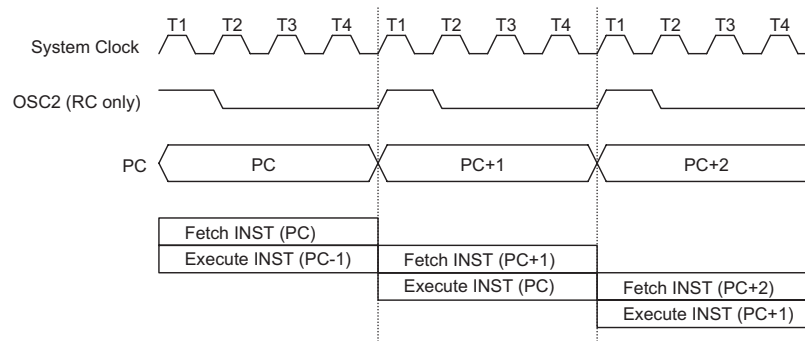 T1 T2 T3 T4 T1 T2 T3 T4 T1 T2 T3 T4
System Clock
OSC2 (RC only)
PC PC PC+1 PC+2
Fetch INST (PC)
Execute INST (PC-1) Fetch INST (PC+1)
Execute INST (PC) Fetch INST (PC+2)
Execute INST (PC+1)